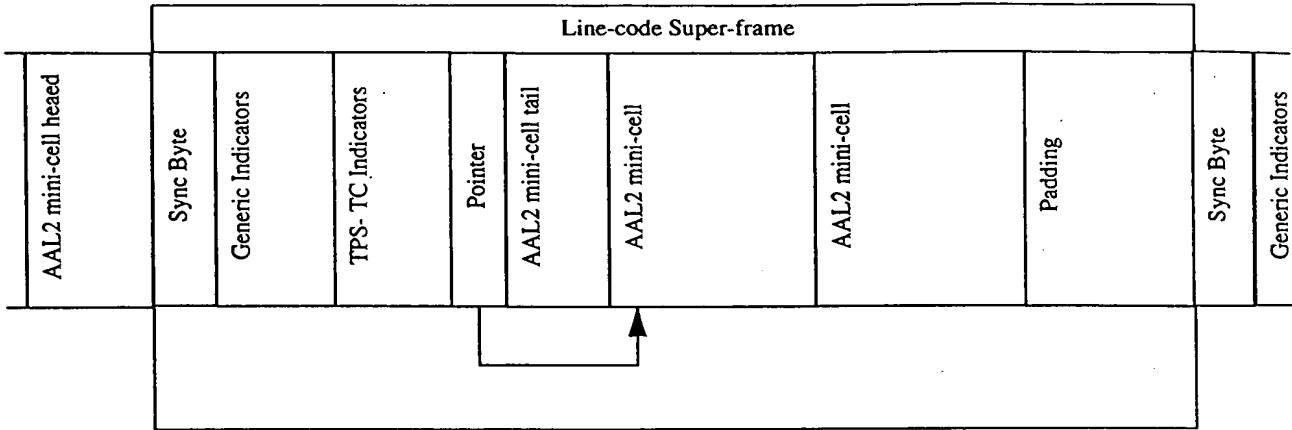 Line-code Super-frame
AAL2 mini-cell heaed
Sync Byte
Generic Indicators
TPS- TC Indicators
Pointer
AAL2 mini-cell tail
AAL2 mini-cell
AAL2 mini-cell
Padding
Sync Byte
Generic Indicators